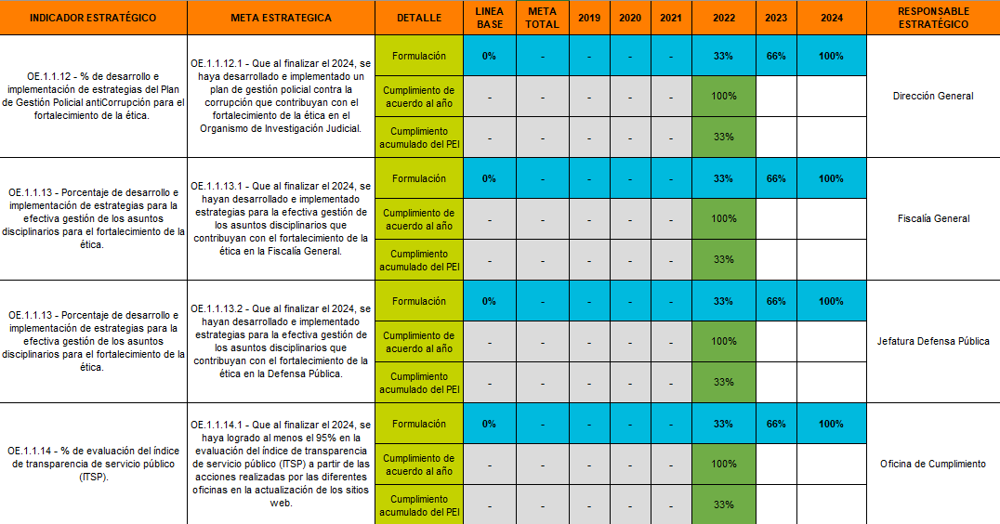 INDICADOR ESTRATÉGICO
META ESTRATEGICA
DETALLE
LINEA
BASE
META
TOTAL
2019
2020
2021
2022
2023
2024
RESPONSABLE
ESTRATÉGICO
OE.1.1.12 - % de desarrollo e
implementación de estrategias del Plan
de Gestión Policial antiCorrupción para el
fortalecimiento de la ética.
OE.1.1.12.1 - Que al finalizar el 2024, se
haya desarrollado e implementado un
plan de gestión policial contra la
corrupción que contribuyan con el
fortalecimiento de la ética en el
Organismo de Investigación Judicial.
Formulación
0%
-
-
-
-
33%
66%
100%
Cumplimiento de
acuerdo al año
-
-
-
-
-
100%
Cumplimiento
acumulado del PEI
-
-
-
-
-
33%
Dirección General
OE.1.1.13 - Porcentaje de desarrollo e
implementación de estrategias para la
efectiva gestión de los asuntos
disciplinarios para el fortalecimiento de la
ética.
OE.1.1.13.1 - Que al finalizar el 2024, se
hayan desarrollado e implementado
estrategias para la efectiva gestión de
los asuntos disciplinarios que
contribuyan con el fortalecimiento de la
ética en la Fiscalía General.
Formulación
0%
-
-
-
-
33%
66%
100%
Cumplimiento de
acuerdo al año
-
-
-
-
-
100%
Cumplimiento
acumulado del PEI
-
-
-
-
-
33%
Fiscalía General
OE.1.1.13 - Porcentaje de desarrollo e
implementación de estrategias para la
efectiva gestión de los asuntos
disciplinarios para el fortalecimiento de la
ética.
OE.1.1.13.2 - Que al finalizar el 2024, se
hayan desarrollado e implementado
estrategias para la efectiva gestión de
los asuntos disciplinarios que
contribuyan con el fortalecimiento de la
ética en la Defensa Pública.
Formulación
0%
-
-
-
-
33%
66%
100%
Cumplimiento de
acuerdo al año
-
-
-
-
-
100%
Cumplimiento
acumulado del PEI
-
-
-
-
-
33%
Jefatura Defensa Pública
OE.1.1.14 - % de evaluación del índice
de transparencia de servicio público
(ITSP).
OE.1.1.14.1 - Que al finalizar el 2024, se
haya logrado al menos el 95% en la
evaluación del índice de transparencia
de servicio público (ITSP) a partir de las
acciones realizadas por las diferentes
oficinas en la actualización de los sitios
web.
Formulación
0%
-
-
-
-
33%
66%
100%
Cumplimiento de
acuerdo al año
-
-
-
-
-
100%
Cumplimiento
acumulado del PEI
-
-
-
-
-
33%
Oficina de Cumplimiento